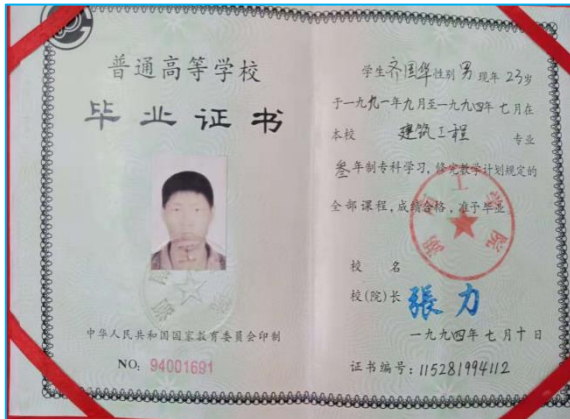 普通高等学校
毕业证书
中华人民共和国国家教育委员会印制
NO: 94001691
学生齐国华性别男现年23岁
于一九九一年九月至一九九四年七月在
本校 建筑工程 专业
叁年制专科学习,修完教学计划规定的
全部课程,成绩合格,准予毕业
校 名
校(院)长 張力
一九九四年七月十日
证书编号:115281994112